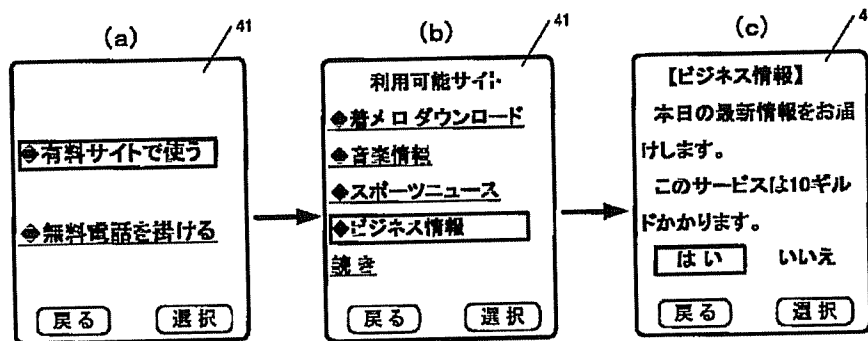 (a)
41
◆有料サイトで使う
◆無料電話を掛ける
戻る
選択
(b)
41
利用可能サイト
◆着メロダウンロード
◆音楽情報
◆スポーツニュース
◆ビジネス情報
続き
戻る
選択
(c)
4
【ビジネス情報】
本日の最新情報をお届
けします。
このサービスは10ギル
ドかかります。
はい
いいえ
戻る
選択